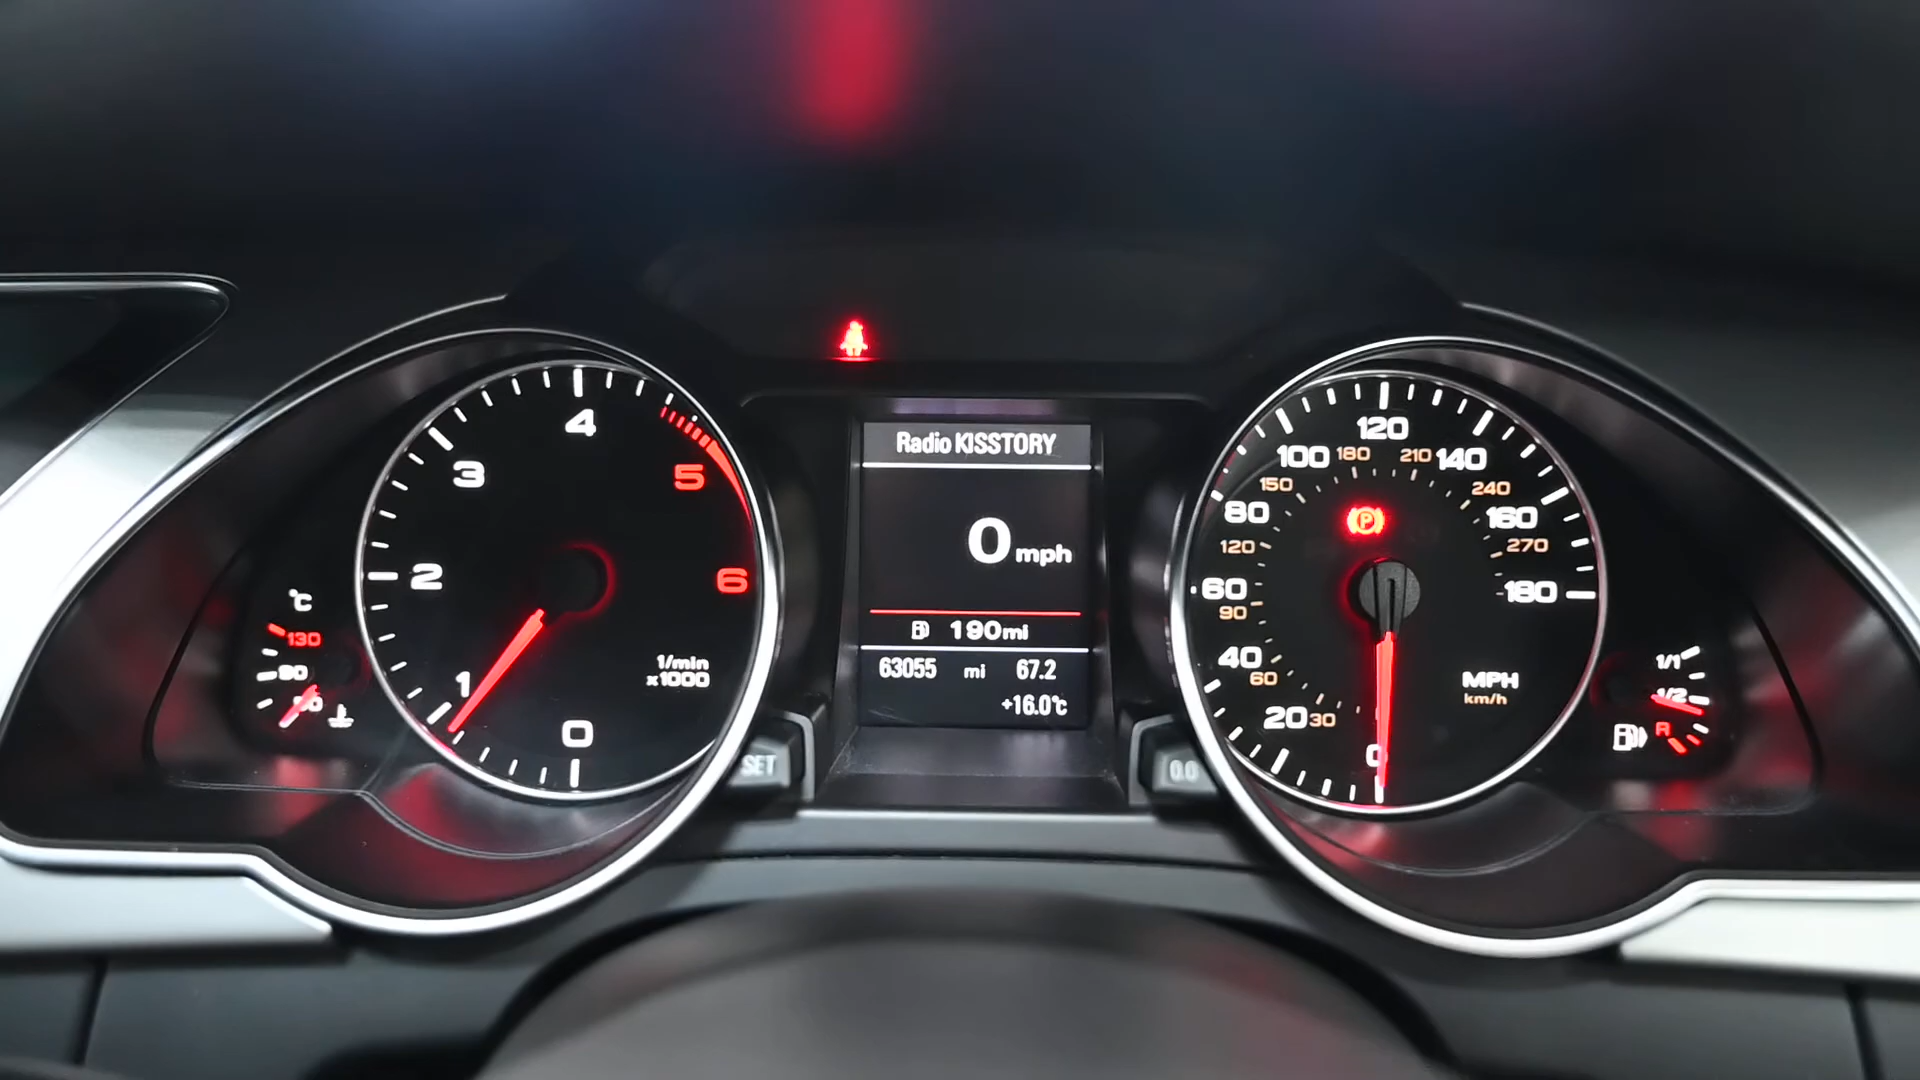 Radio KISSTORY
0 mph
190mi
63055 mi 67.2
+16.0°C
0
1
2
3
4
5
6
1/min
x1000
°C
130
90
SET
0
20
40
60
80
100
120
140
160
180
30
60
90
120
150
180
210
240
270
P
MPH
km/h
0.0
1/1
1/2
R